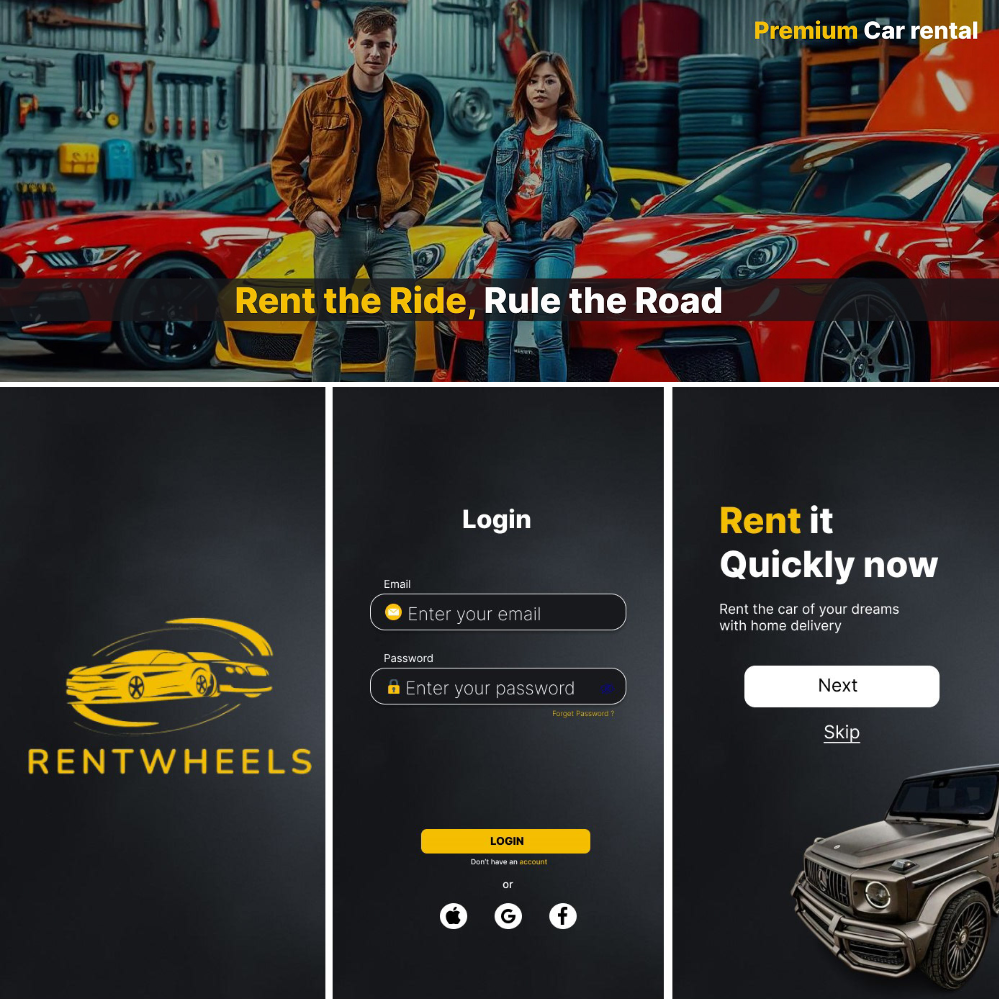 Premium Car rental
Rent the Ride, Rule the Road
RENTWHEELS
Login
Email
Enter your email
Password
Enter your password
Forget Password ?
LOGIN
Don't have an account
or
Rent it
Quickly now
Rent the car of your dreams
with home delivery
Next
Skip